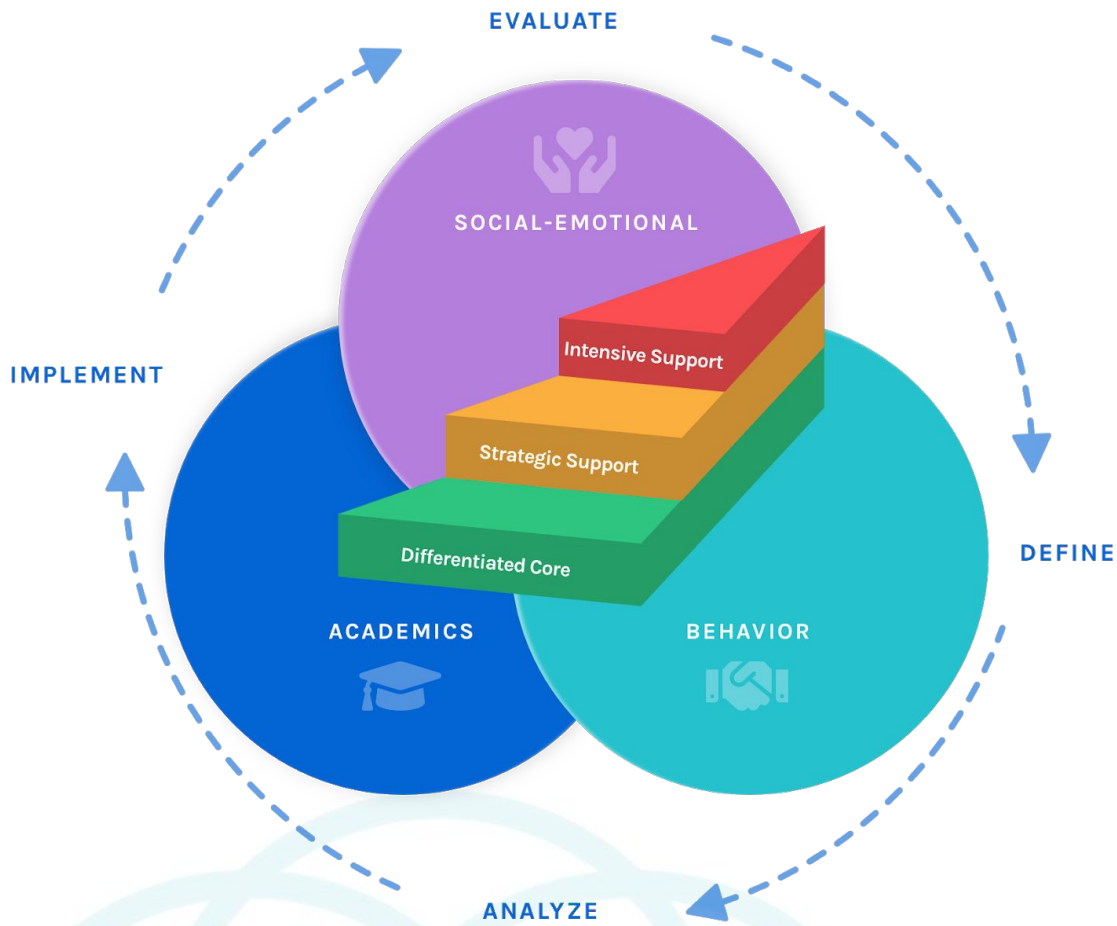 EVALUATE
SOCIAL-EMOTIONAL
Intensive Support
IMPLEMENT
Strategic Support
DEFINE
Differentiated Core
ACADEMICS
BEHAVIOR
ANALYZE